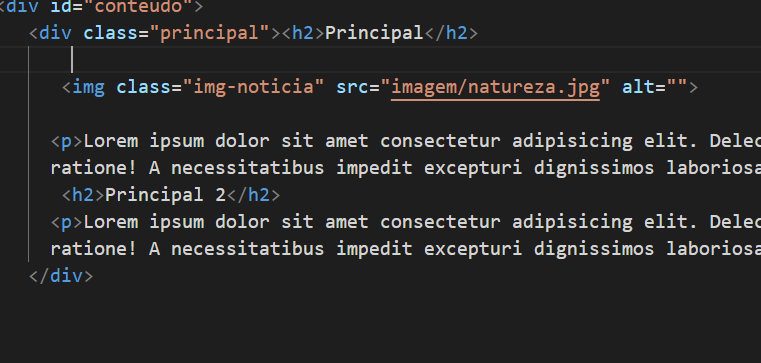 <div id="conteudo">
<div class="principal"><h2>Principal</h2>
<img class="img-noticia" src="imagem/natureza.jpg" alt="">
<p>Lorem ipsum dolor sit amet consectetur adipisicing elit. Delec
ratione! A necessitatibus impedit excepturi dignissimos laboriosa
<h2>Principal 2</h2>
<p>Lorem ipsum dolor sit amet consectetur adipisicing elit. Delec
ratione! A necessitatibus impedit excepturi dignissimos laboriosa
</div>